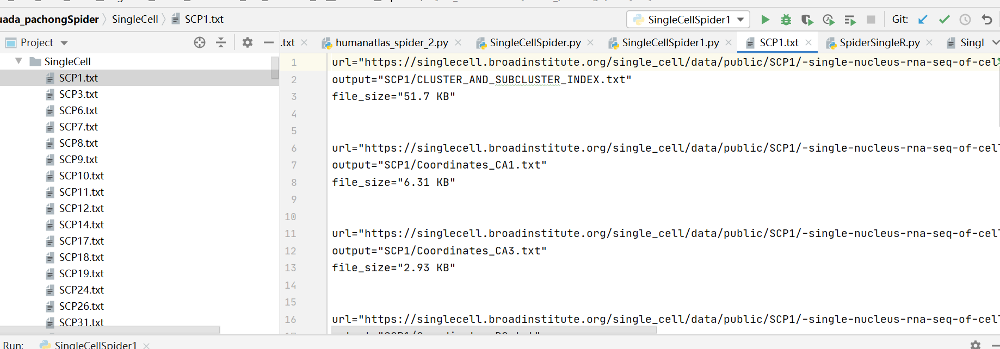 uada_pachongSpider SingleCell SCP1.txt SingleCellSpider1 Git:
Project .txt humanatlas_spider_2.py SingleCellSpider.py SingleCellSpider1.py SCP1.txt SpiderSingleR.py Singl
SingleCell
SCP1.txt
SCP3.txt
SCP6.txt
SCP7.txt
SCP8.txt
SCP9.txt
SCP10.txt
SCP11.txt
SCP12.txt
SCP14.txt
SCP17.txt
SCP18.txt
SCP19.txt
SCP24.txt
SCP26.txt
SCP31.txt
1 url="https://singlecell.broadinstitute.org/single_cell/data/public/SCP1/-single-nucleus-rna-seq-of-cel
2 output="SCP1/CLUSTER_AND_SUBCLUSTER_INDEX.txt"
3 file_size="51.7 KB"
4
5
6 url="https://singlecell.broadinstitute.org/single_cell/data/public/SCP1/-single-nucleus-rna-seq-of-cell
7 output="SCP1/Coordinates_CA1.txt"
8 file_size="6.31 KB"
9
10
11 url="https://singlecell.broadinstitute.org/single_cell/data/public/SCP1/-single-nucleus-rna-seq-of-cell
12 output="SCP1/Coordinates_CA3.txt"
13 file_size="2.93 KB"
14
15
16 url="https://singlecell.broadinstitute.org/single_cell/data/public/SCP1/-single-nucleus-rna-seq-of-cell
Run: SingleCellSpider1